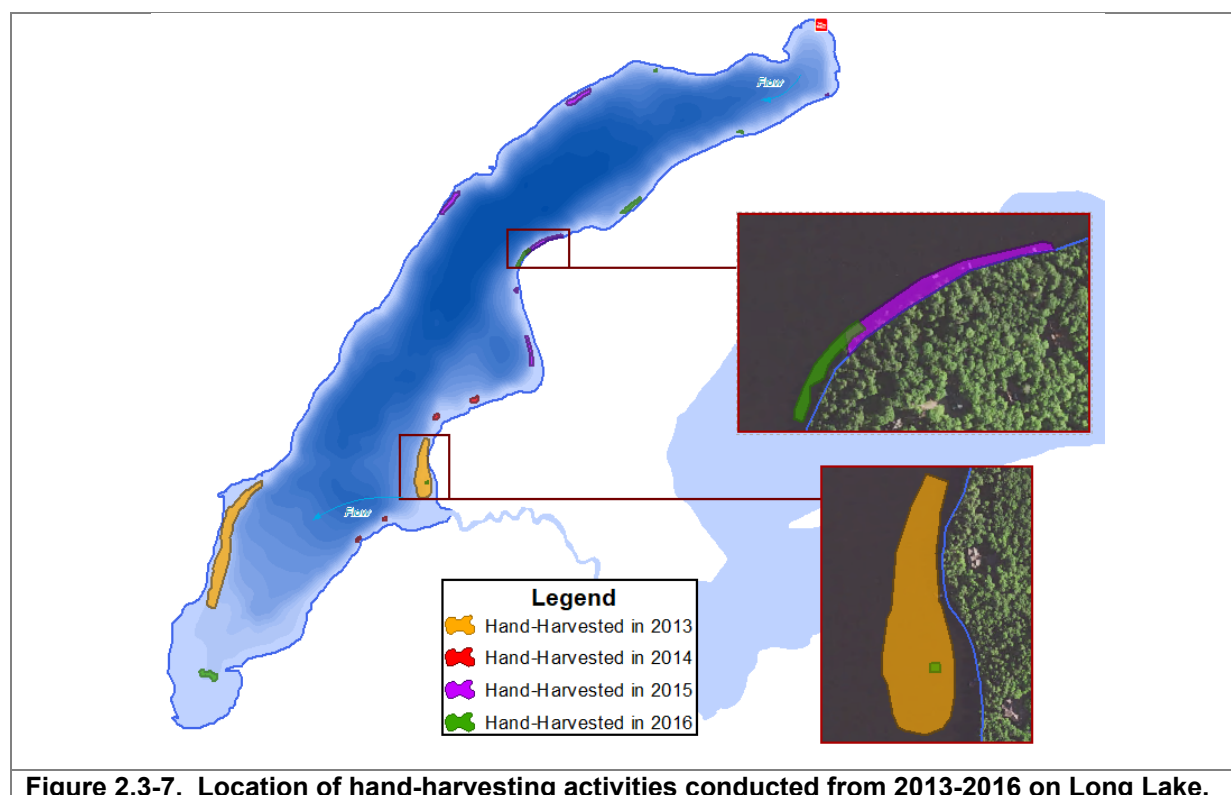 Flow
Flow
Legend
Hand-Harvested in 2013
Hand-Harvested in 2014
Hand-Harvested in 2015
Hand-Harvested in 2016
Figure 2.3-7. Location of hand-harvesting activities conducted from 2013-2016 on Long Lake.